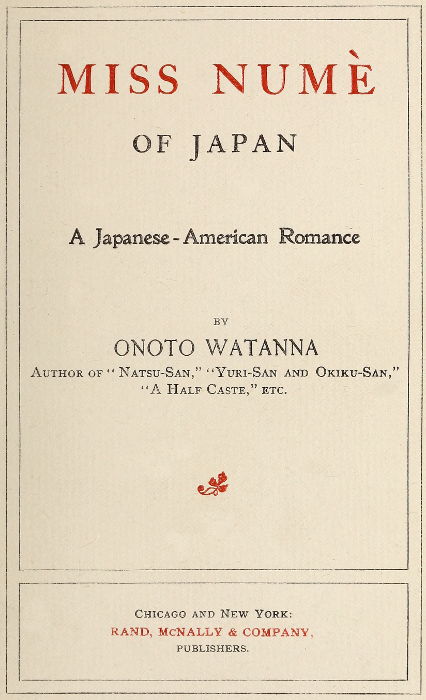 MISS NUMÈ
OF JAPAN
A Japanese-American Romance
BY
ONOTO WATANNA
AUTHOR OF "NATSU-SAN," "YURI-SAN AND OKIKU-SAN,"
"A HALF CASTE," ETC.
CHICAGO AND NEW YORK:
RAND, MCNALLY & COMPANY,
PUBLISHERS.